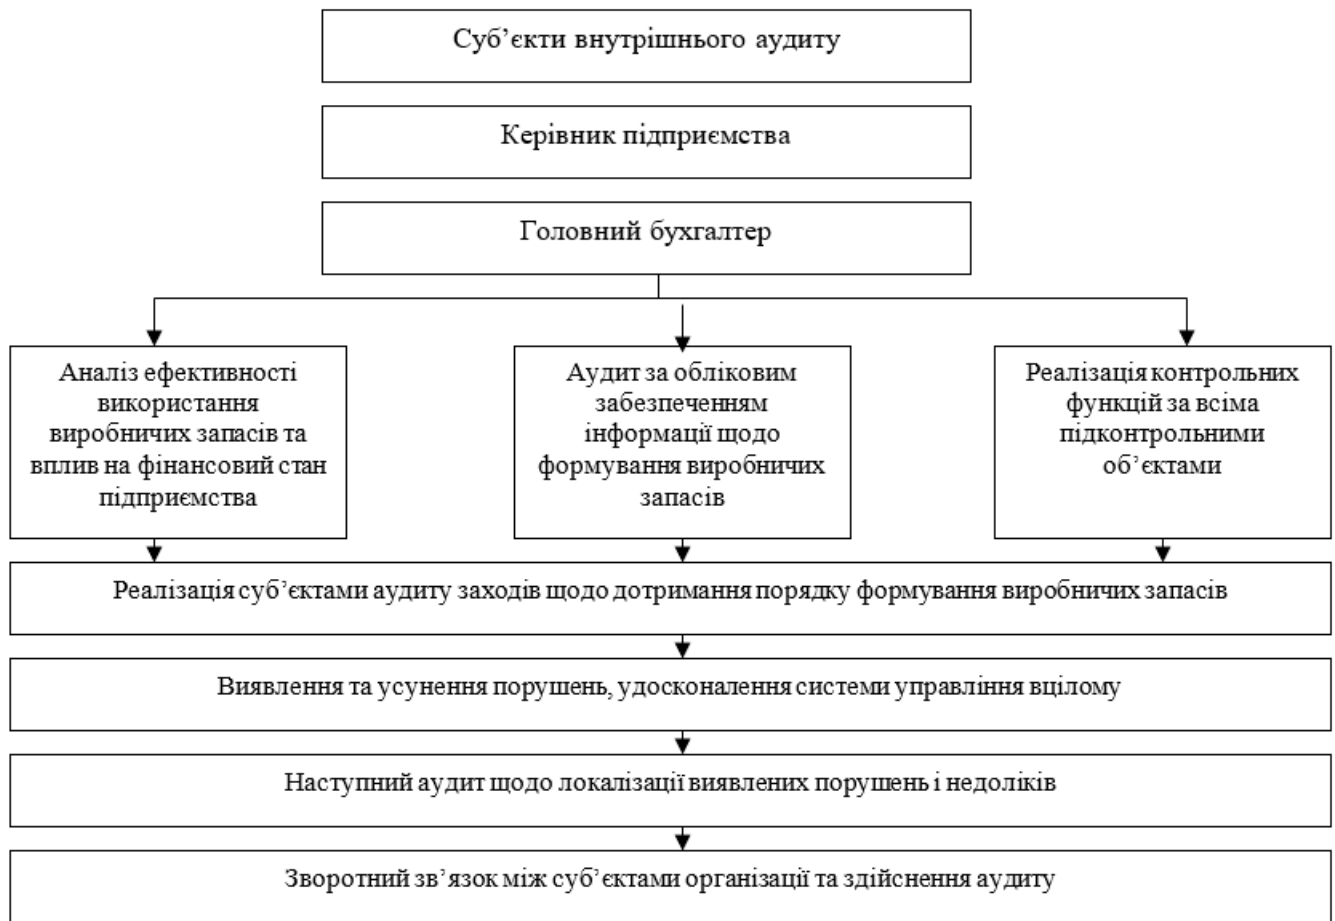 Суб’єкти внутрішнього аудиту
Керівник підприємства
Головний бухгалтер
Аналіз ефективності
використання
виробничих запасів та
вплив на фінансовий стан
підприємства
Аудит за обліковим
забезпеченням
інформації щодо
формування виробничих
запасів
Реалізація контрольних
функцій за всіма
підконтрольними
об’єктами
Реалізація суб’єктами аудиту заходів щодо дотримання порядку формування виробничих запасів
Виявлення та усунення порушень, удосконалення системи управління вцілому
Наступний аудит щодо локалізації виявлених порушень і недоліків
Зворотний зв’язок між суб’єктами організації та здійснення аудиту